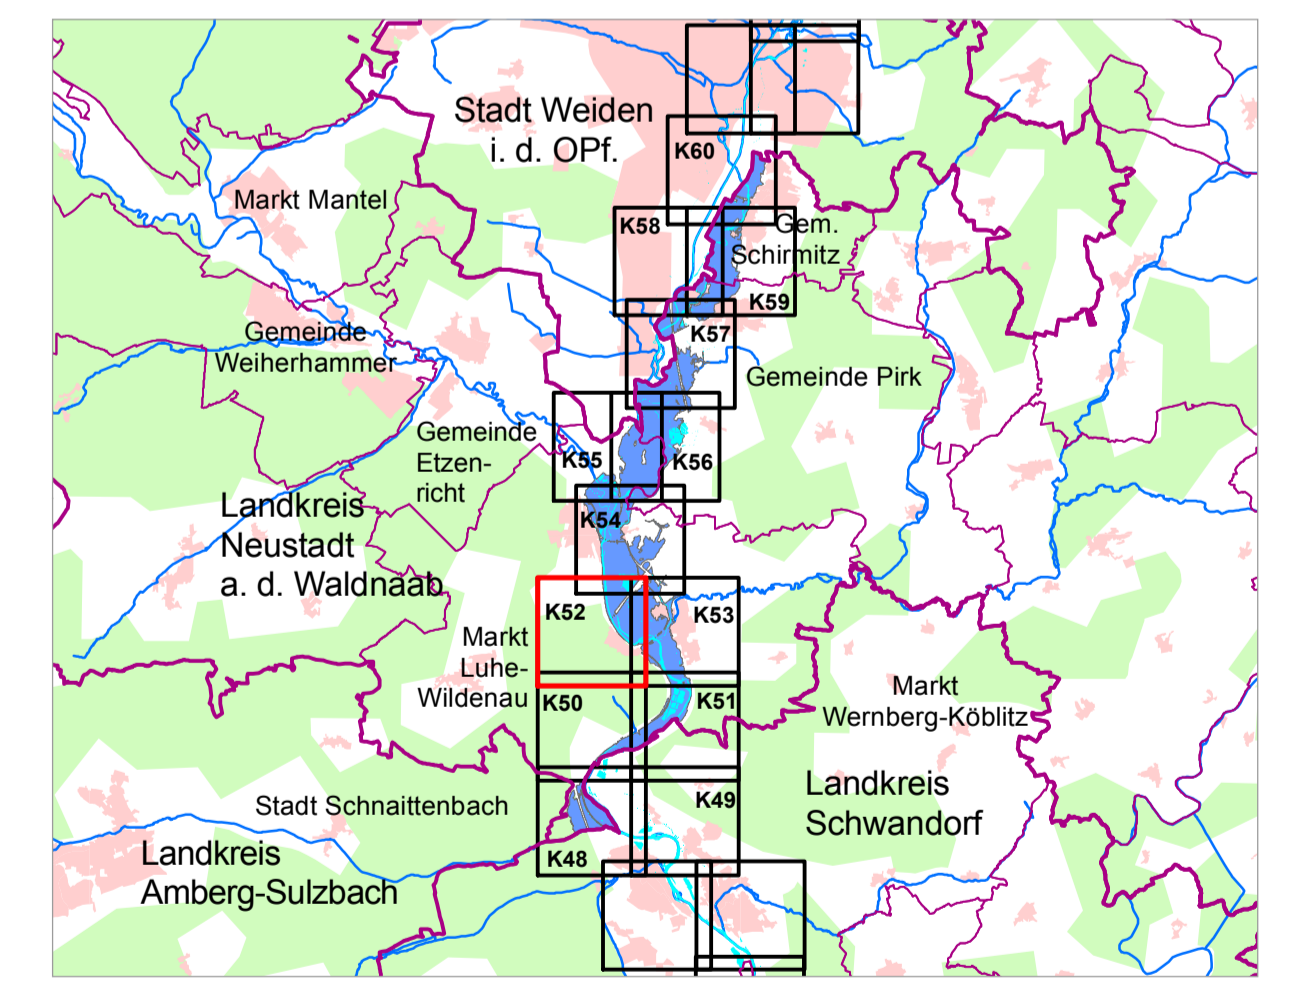 Stadt Weiden
i. d. OPf.
K60
Markt Mantel
K58
Gem.
Schirmitz
K59
Gemeinde
Weiherhammer
K57
Gemeinde Pirk
Gemeinde
Etzen-
richt
K55
K56
Landkreis
Neustadt
a. d. Waldnaab
K54
K52
K53
Markt
Luhe-
Wildenau
K50
K51
Markt
Wernberg-Köblitz
Landkreis
Schwandorf
Stadt Schnaittenbach
K49
Landkreis
Amberg-Sulzbach
K48